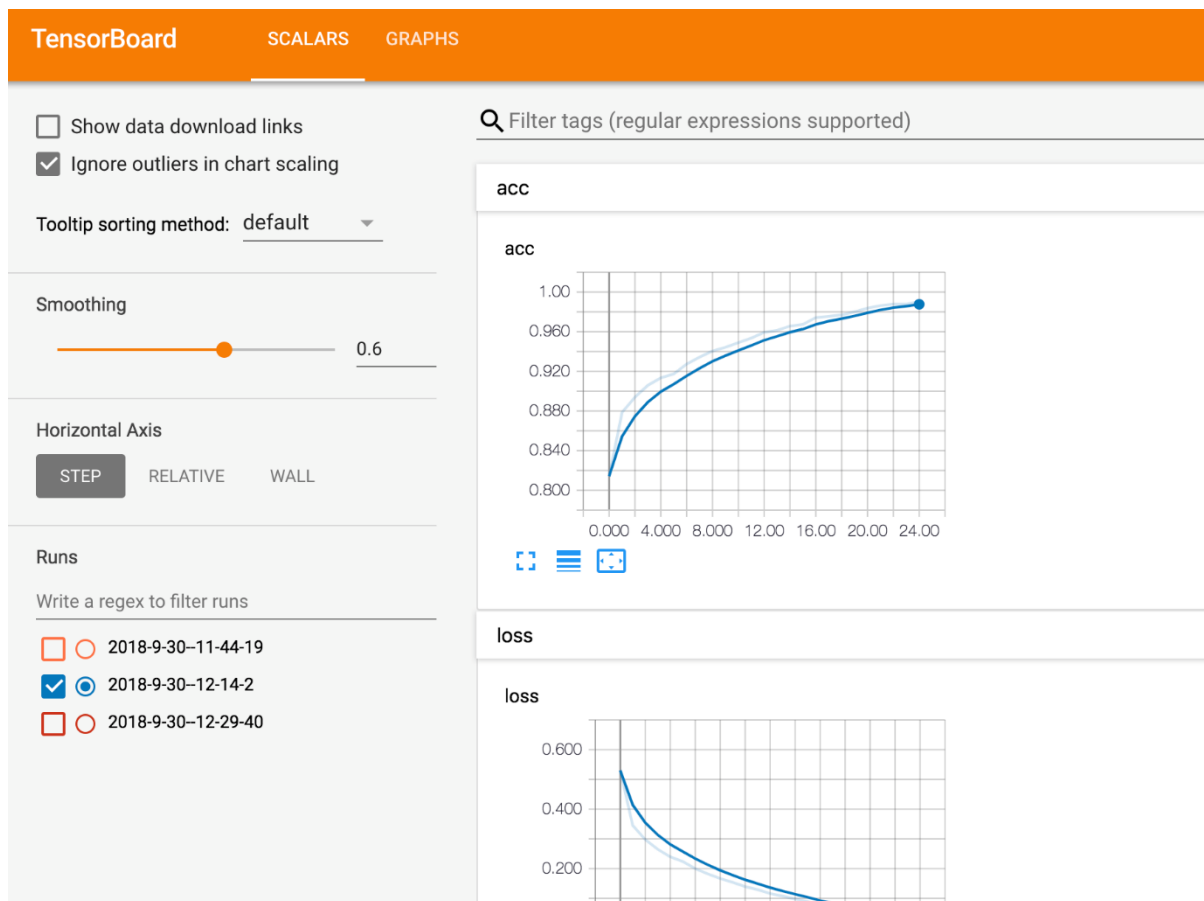 TensorBoard SCALARS GRAPHS
Show data download links
Ignore outliers in chart scaling
Tooltip sorting method: default
Smoothing
0.6
Horizontal Axis
STEP RELATIVE WALL
Runs
Write a regex to filter runs
2018-9-30--11-44-19
2018-9-30--12-14-2
2018-9-30--12-29-40
Filter tags (regular expressions supported)
acc
acc
1.00
0.960
0.920
0.880
0.840
0.800
0.000 4.000 8.000 12.00 16.00 20.00 24.00
loss
loss
0.600
0.400
0.200